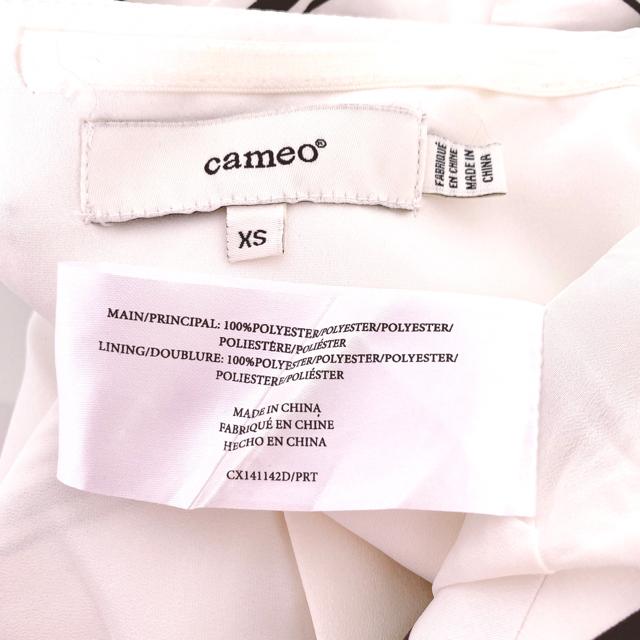 cameo®
FABRIQUÉ
EN CHINE
MADE IN
CHINA
XS
MAIN/PRINCIPAL: 100%POLYESTER/POLYESTER/POLYESTER/
POLIESTÈRE/POLIÉSTER
LINING/DOUBLURE: 100%POLYESTER/POLYESTER/POLYESTER/
POLIESTERE/POLIÉSTER
MADE IN CHINA
FABRIQUÉ EN CHINE
HECHO EN CHINA
CX141142D/PRT